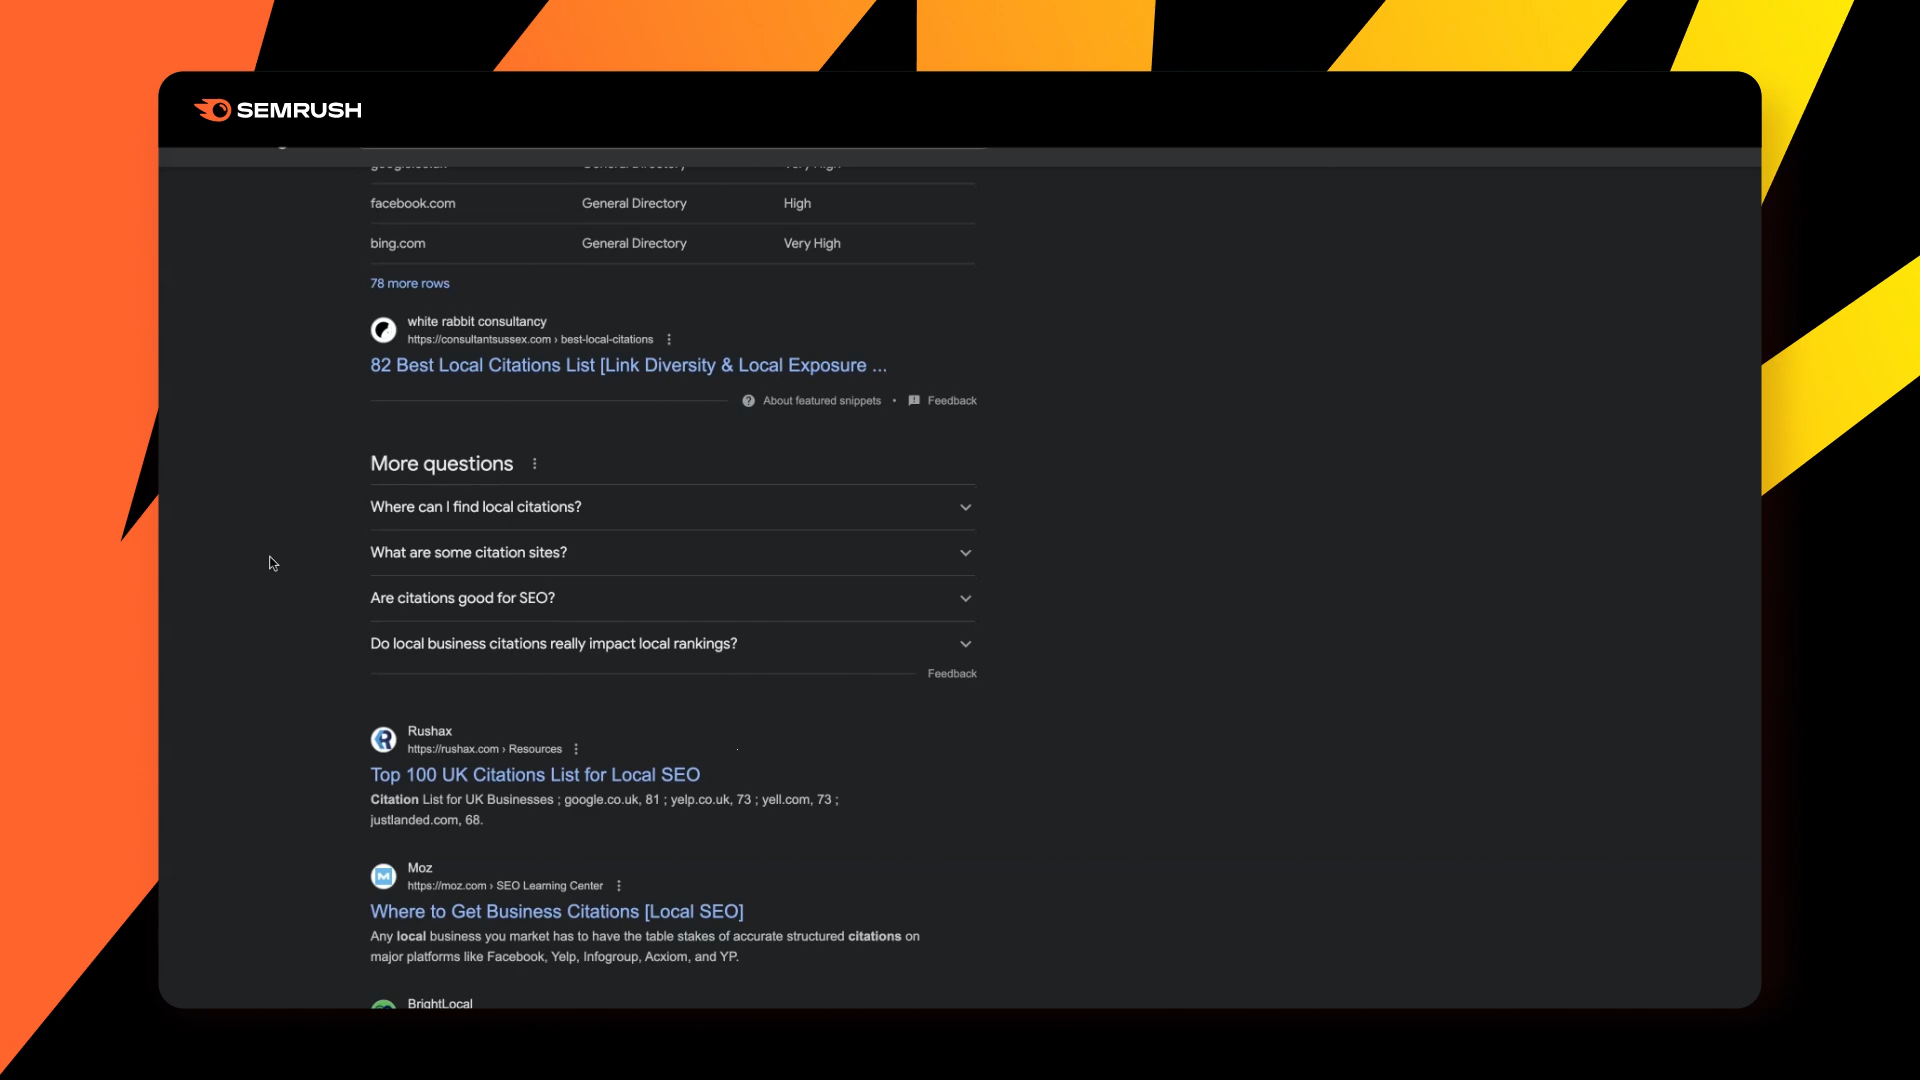 SEMRUSH
facebook.com General Directory High
bing.com General Directory Very High
78 more rows
white rabbit consultancy
https://consultantsussex.com › best-local-citations
82 Best Local Citations List [Link Diversity & Local Exposure ...
About featured snippets • Feedback
More questions
Where can I find local citations?
What are some citation sites?
Are citations good for SEO?
Do local business citations really impact local rankings?
Feedback
Rushax
https://rushax.com › Resources
Top 100 UK Citations List for Local SEO
Citation List for UK Businesses ; google.co.uk, 81 ; yelp.co.uk, 73 ; yell.com, 73 ;
justlanded.com, 68.
Moz
https://moz.com › SEO Learning Center
Where to Get Business Citations [Local SEO]
Any local business you market has to have the table stakes of accurate structured citations on
major platforms like Facebook, Yelp, Infogroup, Acxiom, and YP.
BrightLocal